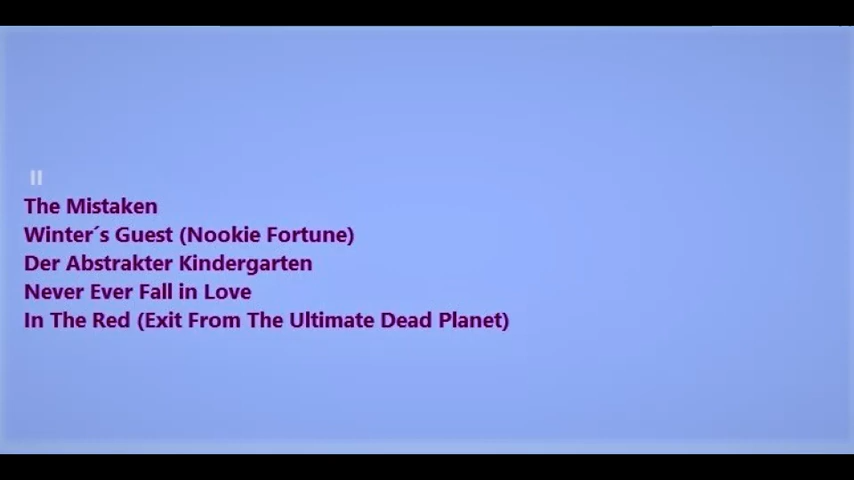 II
The Mistaken
Winter´s Guest (Nookie Fortune)
Der Abstrakter Kindergarten
Never Ever Fall in Love
In The Red (Exit From The Ultimate Dead Planet)